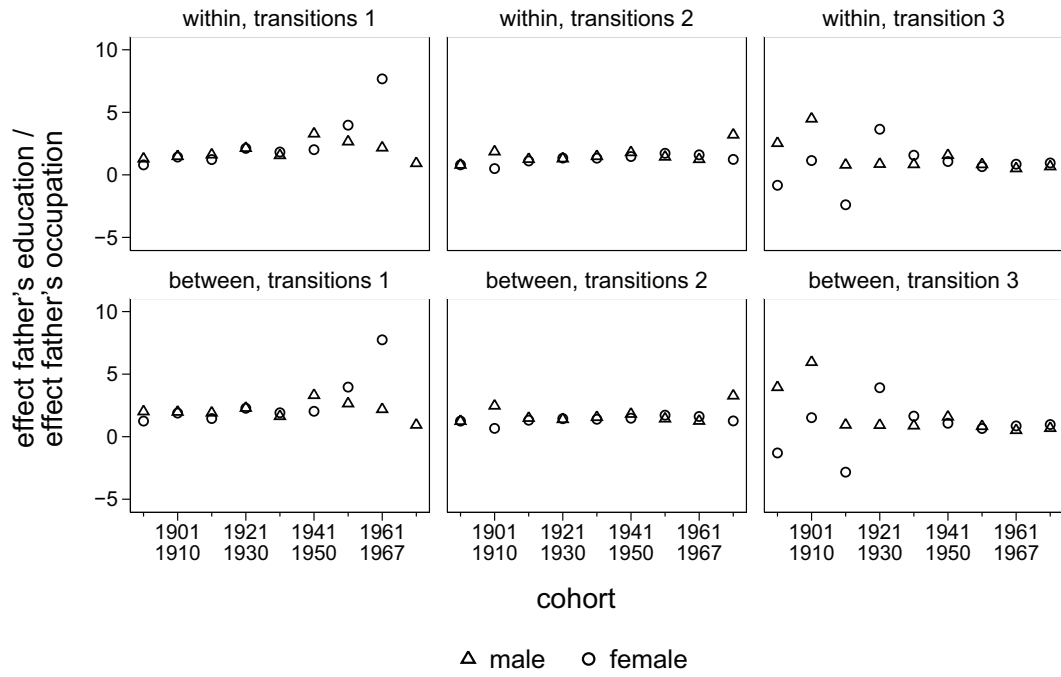 within, transitions 1
within, transitions 2
within, transition 3
10
5
0
−5
between, transitions 1
between, transitions 2
between, transition 3
10
5
0
−5
effect father's education /
effect father's occupation
1901 1921 1941 1961
1910 1930 1950 1967
1901 1921 1941 1961
1910 1930 1950 1967
1901 1921 1941 1961
1910 1930 1950 1967
cohort
male female